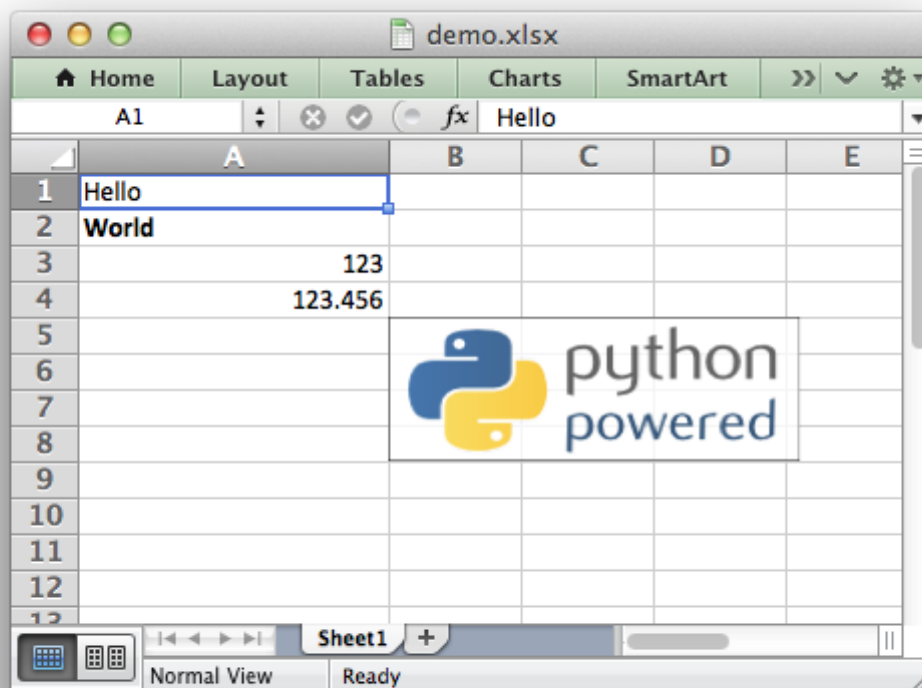 demo.xlsx
Home Layout Tables Charts SmartArt
A1 fx Hello
A B C D E
1 Hello
2 World
3 123
4 123.456
5
6
7
8
python
powered
9
10
11
12
13
Sheet1 +
Normal View Ready